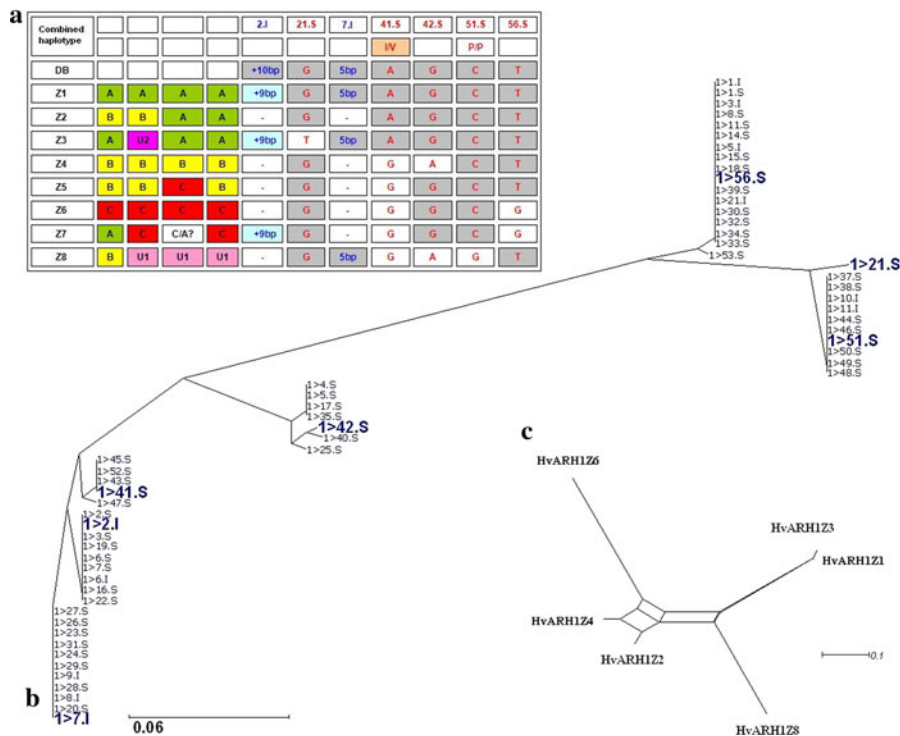 a
2.I 21.S 7.I 41.S 42.S 51.S 56.S
Combined haplotype
I/V P/P
DB +10bp G 5bp A G C T
Z1 A A A A +9bp G 5bp A G C T
Z2 B B A A - G - A G C T
Z3 A U2 A A +9bp T 5bp A G C T
Z4 B B B B - G - G A C T
Z5 B B C B - G - G G C T
Z6 C C C C - G - G G C G
Z7 A C C/A? C +9bp G - G G C G
Z8 B U1 U1 U1 - G 5bp G A G T
1>1.I
1>1.S
1>3.I
1>8.S
1>11.S
1>14.S
1>5.I
1>15.S
1>18.S
1>56.S
1>39.S
1>21.I
1>30.S
1>32.S
1>34.S
1>33.S
1>53.S
1>21.S
1>37.S
1>38.S
1>10.I
1>11.I
1>44.S
1>46.S
1>51.S
1>50.S
1>49.S
1>48.S
1>4.S
1>5.S
1>17.S
1>35.S
1>42.S
1>40.S
1>25.S
1>45.S
1>52.S
1>43.S
1>41.S
1>47.S
1>2.S
1>2.I
1>3.S
1>19.S
1>6.S
1>7.S
1>6.I
1>16.S
1>22.S
1>27.S
1>26.S
1>23.S
1>31.S
1>24.S
1>29.S
1>9.I
1>28.S
1>8.I
1>20.S
1>7.I
b
0.06
c
HvARH1Z6
HvARH1Z3
HvARH1Z1
HvARH1Z4
HvARH1Z2
0.1
HvARH1Z8